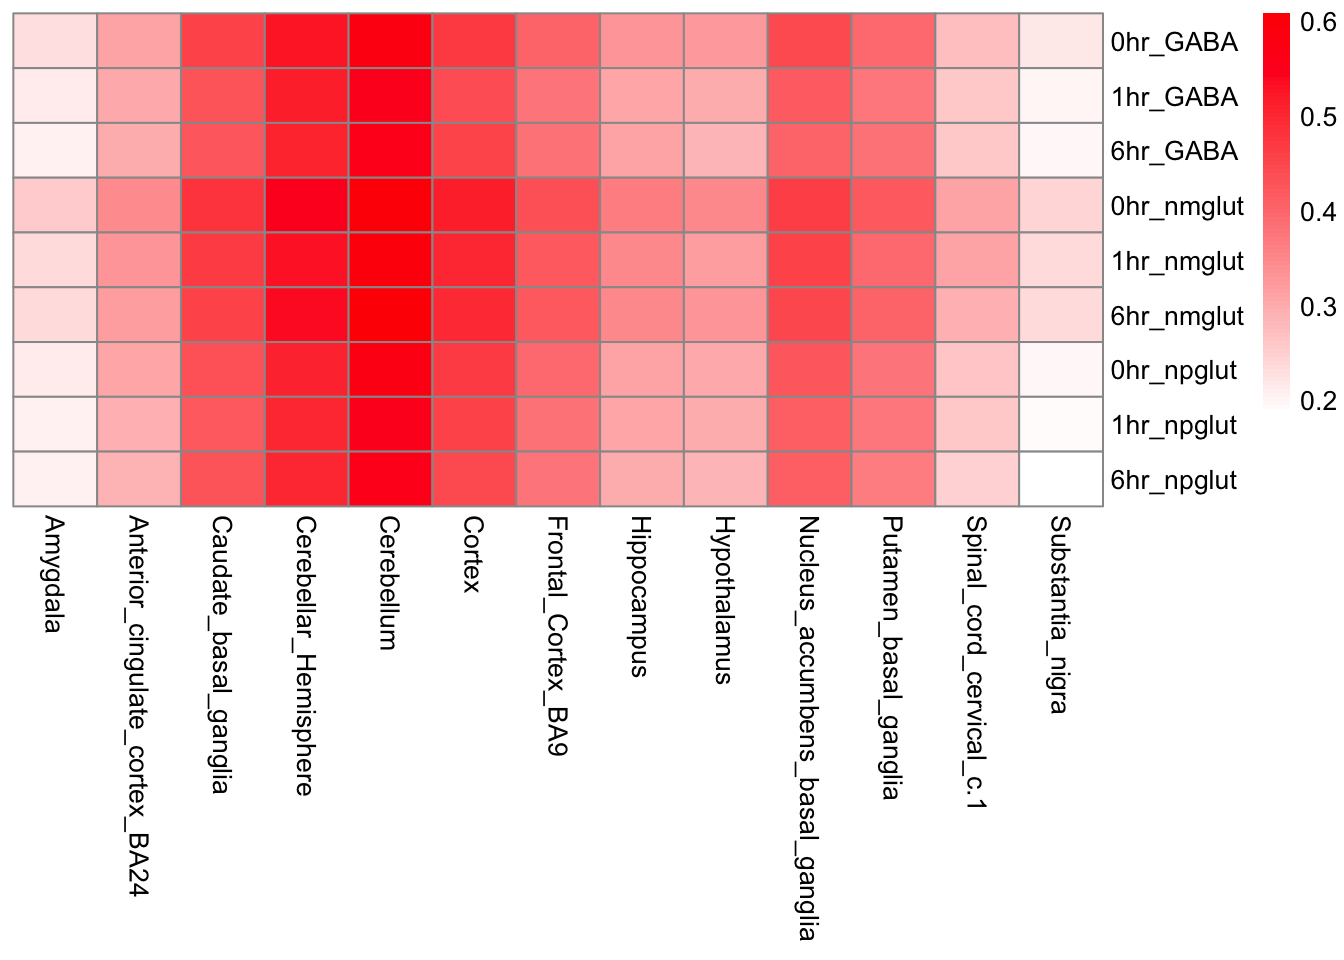 0hr_GABA
1hr_GABA
6hr_GABA
0hr_nmglut
1hr_nmglut
6hr_nmglut
0hr_npglut
1hr_npglut
6hr_npglut
0.6
0.5
0.4
0.3
0.2
Amygdala
Anterior_cingulate_cortex_BA24
Caudate_basal_ganglia
Cerebellar_Hemisphere
Cerebellum
Cortex
Frontal_Cortex_BA9
Hippocampus
Hypothalamus
Nucleus_accumbens_basal_ganglia
Putamen_basal_ganglia
Spinal_cord_cervical_c.1
Substantia_nigra